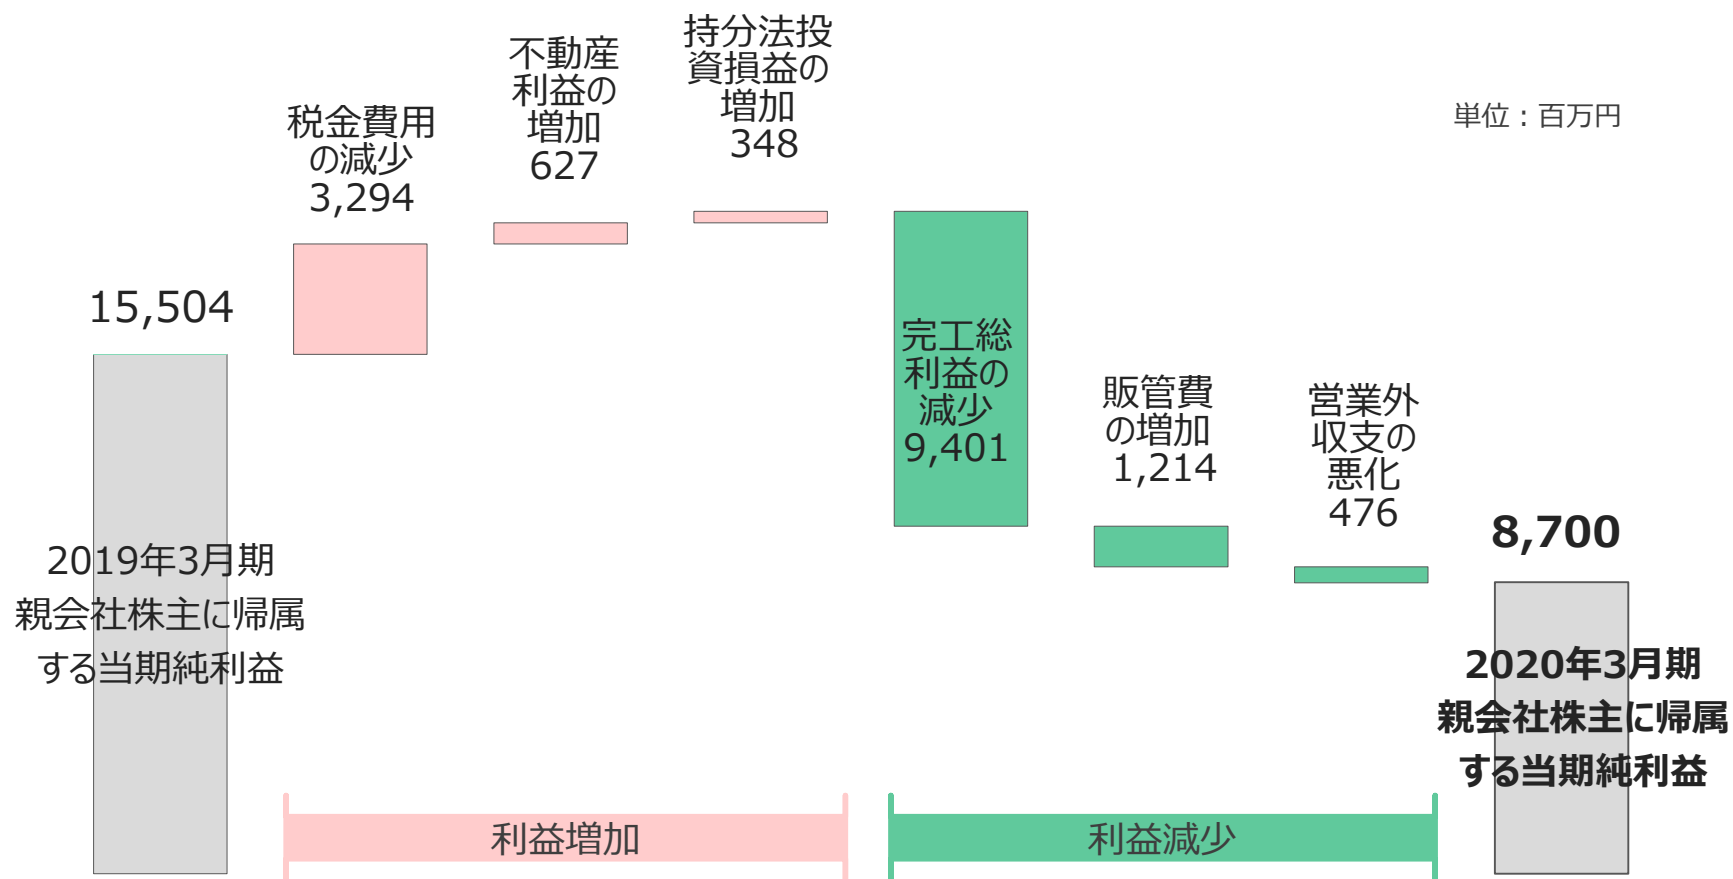 単位：百万円
15,504
2019年3月期
親会社株主に帰属
する当期純利益
税金費用
の減少
3,294
不動産
利益の
増加
627
持分法投
資損益の
増加
348
完工総
利益の
減少
9,401
販管費
の増加
1,214
営業外
収支の
悪化
476
8,700
2020年3月期
親会社株主に帰属
する当期純利益
利益増加
利益減少